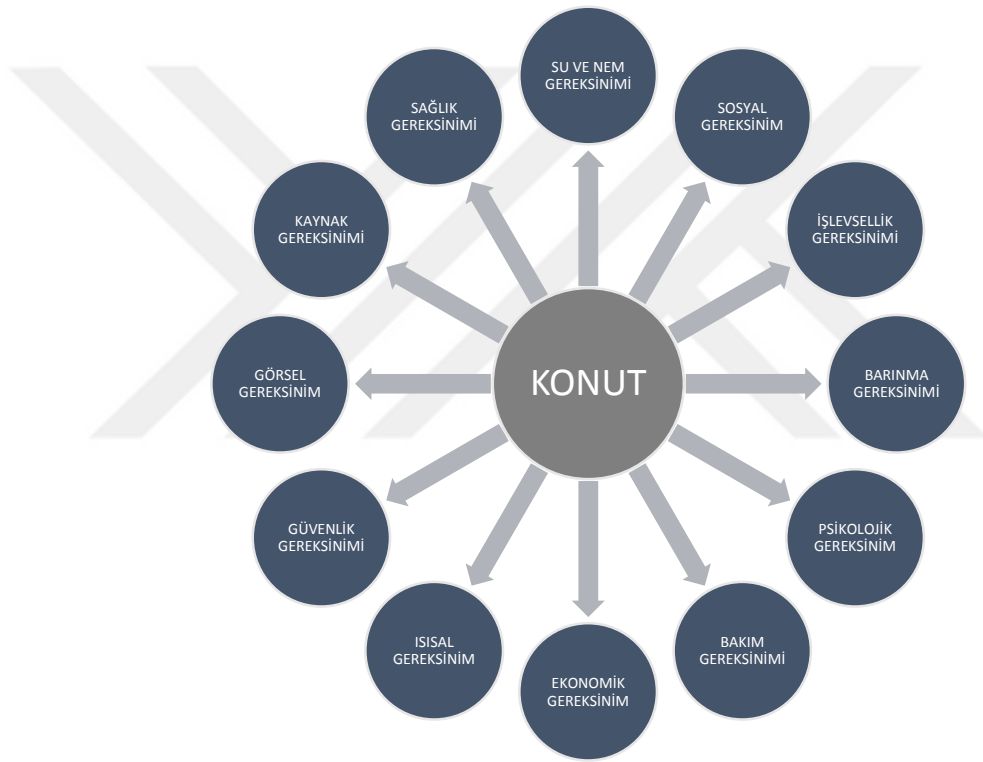 SU VE NEM
GEREKSİNİMİ
SOSYAL
GEREKSİNİM
İŞLEVSELLİK
GEREKSİNİMİ
BARINMA
GEREKSİNİMİ
PSİKOLOJİK
GEREKSİNİM
BAKIM
GEREKSİNİMİ
EKONOMİK
GEREKSİNİM
ISISAL
GEREKSİNİM
GÜVENLİK
GEREKSİNİMİ
GÖRSEL
GEREKSİNİM
KAYNAK
GEREKSİNİMİ
SAĞLIK
GEREKSİNİMİ
KONUT